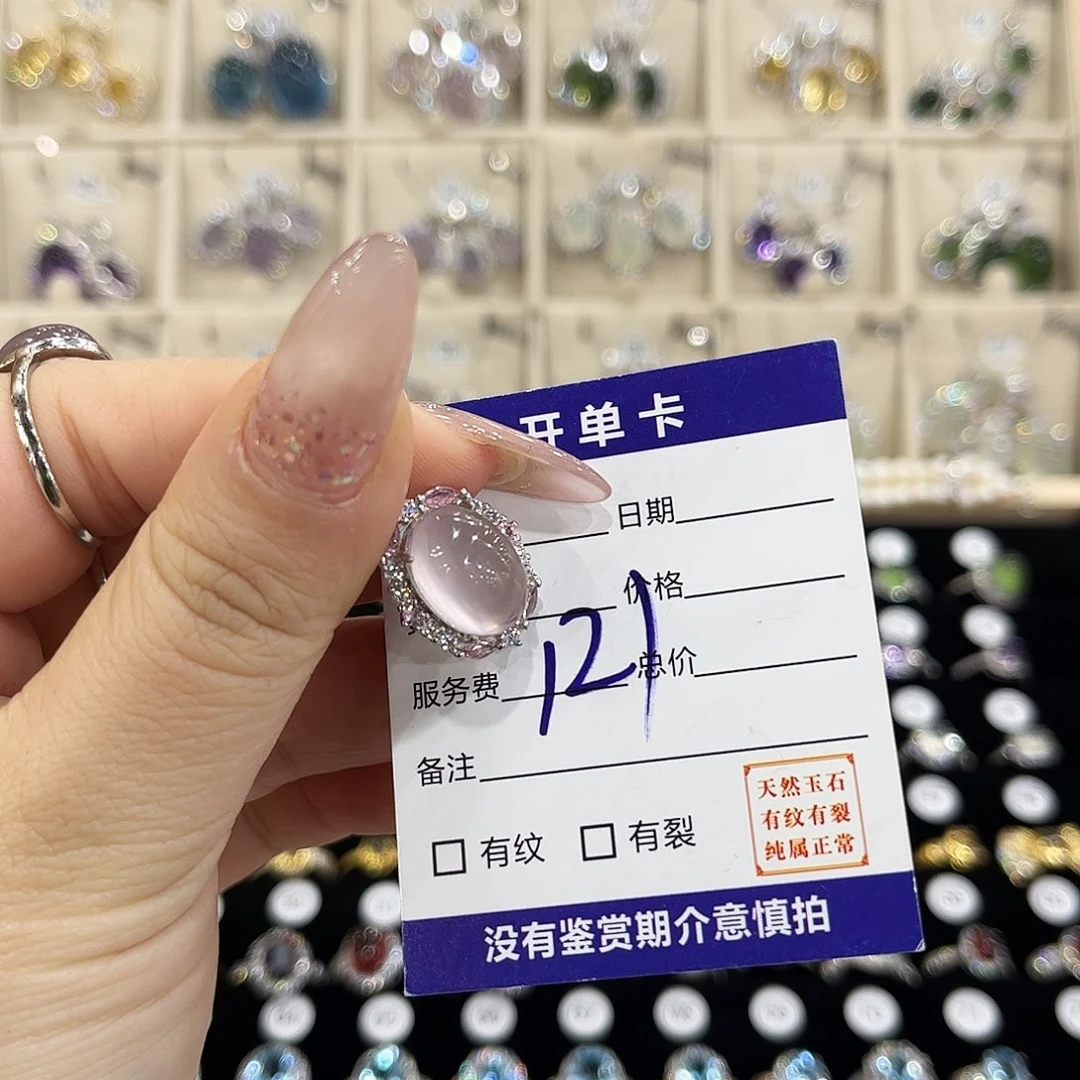 开单卡
日期
价格
服务费
总价
121
备注
有纹
有裂
天然玉石
有纹有裂
纯属正常
没有鉴赏期介意慎拍